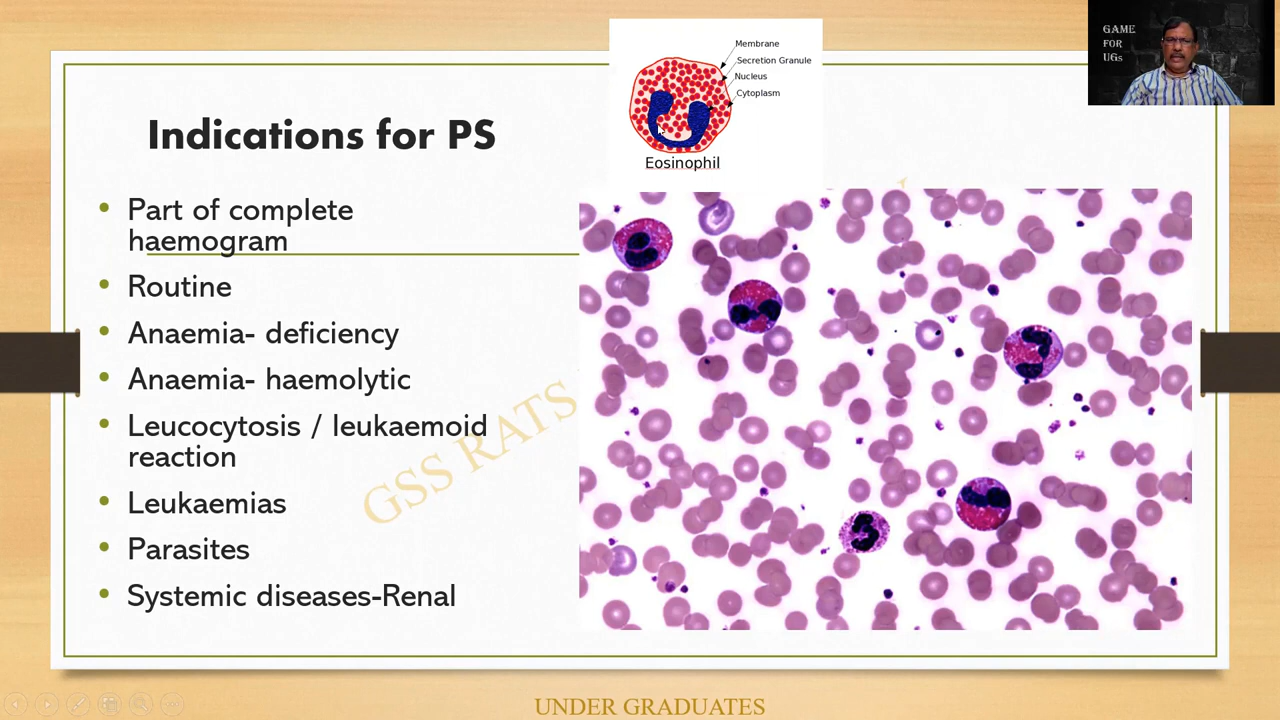 GAME
FOR
UGs
Membrane
Secretion Granule
Nucleus
Cytoplasm
Eosinophil
Indications for PS
• Part of complete
haemogram
• Routine
• Anaemia- deficiency
• Anaemia- haemolytic
• Leucocytosis / leukaemoid
reaction
• Leukaemias
• Parasites
• Systemic diseases-Renal
GSS RATS
UNDER GRADUATES